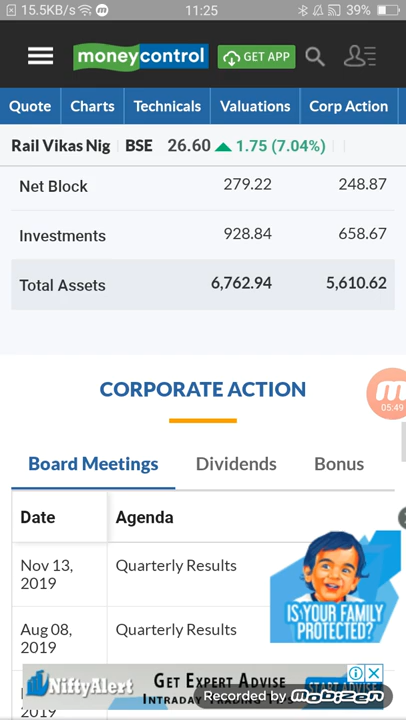 15.5K/s 11:25 39%
moneycontrol GET APP
Quote Charts Technicals Valuations Corp Action
Rail Vikas Nig BSE 26.60 1.75 (7.04%)
Net Block 279.22 248.87
Investments 928.84 658.67
Total Assets 6,762.94 5,610.62
CORPORATE ACTION
05:49
Board Meetings Dividends Bonus
Date Agenda
Nov 13, 2019 Quarterly Results
Aug 08, 2019 Quarterly Results
IS YOUR FAMILY
PROTECTED?
NiftyAlert GET EXPERT ADVISE
INTRADAY
START
Recorded by mobizen
2019